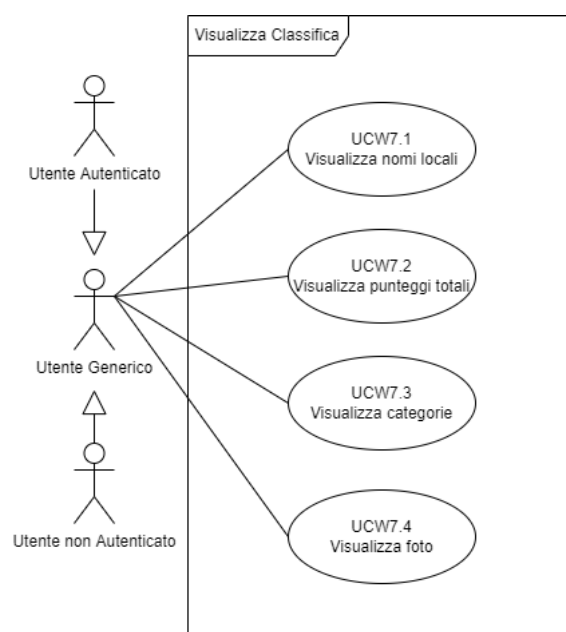 Visualizza Classifica
Utente Autenticato
Utente Generico
Utente non Autenticato
UCW7.1
Visualizza nomi locali
UCW7.2
Visualizza punteggi totali
UCW7.3
Visualizza categorie
UCW7.4
Visualizza foto